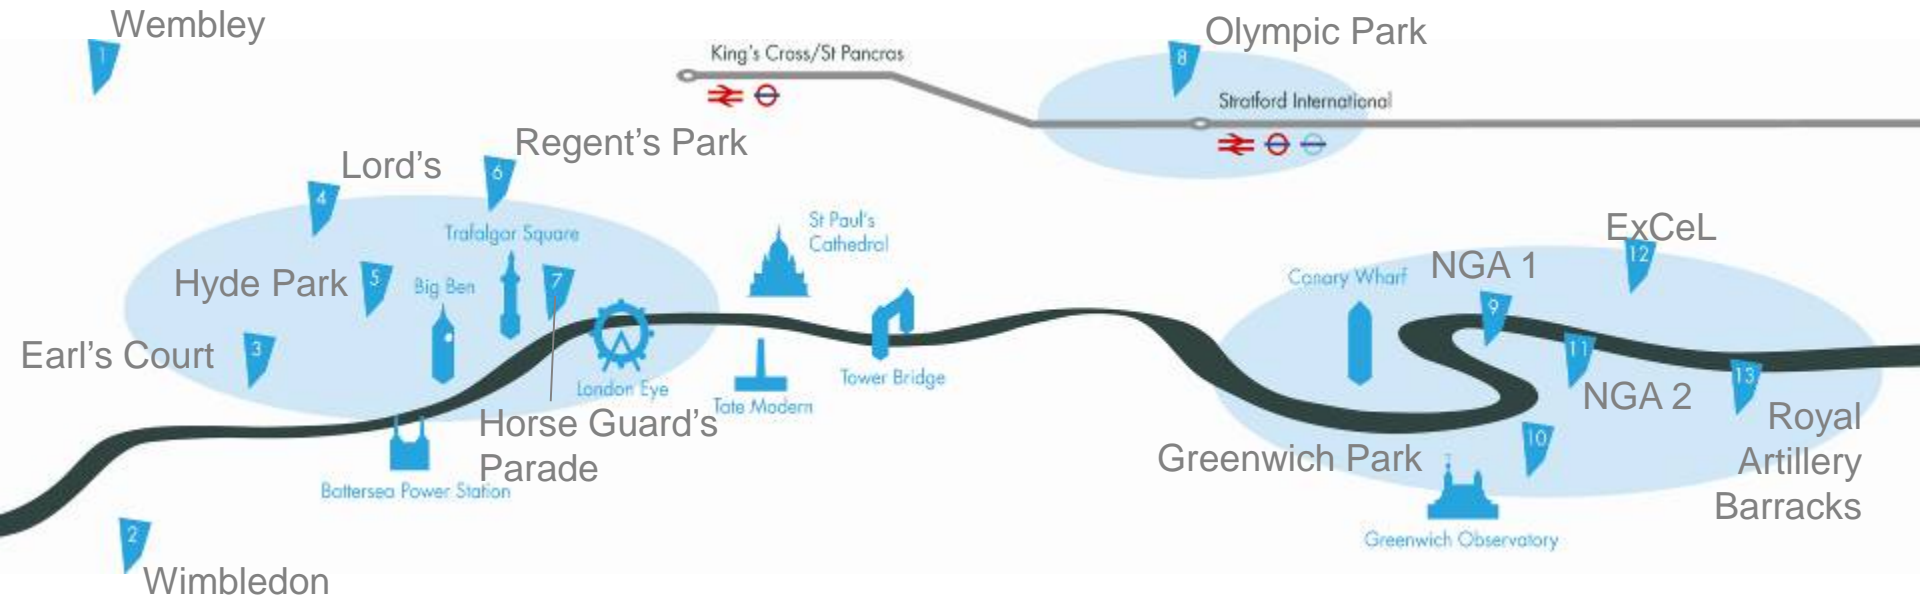 Wembley
1
King's Cross/St Pancras
Olympic Park
8
Stratford International
Regent's Park
6
Lord's
4
Trafalgar Square
St Paul's
Cathedral
Hyde Park
5
Big Ben
7
Earl's Court
3
London Eye
Tate Modern
Tower Bridge
Horse Guard's
Parade
Battersea Power Station
2
Wimbledon
ExCeL
12
NGA 1
9
Canary Wharf
11
NGA 2
13
Royal
Artillery
Barracks
10
Greenwich Park
Greenwich Observatory